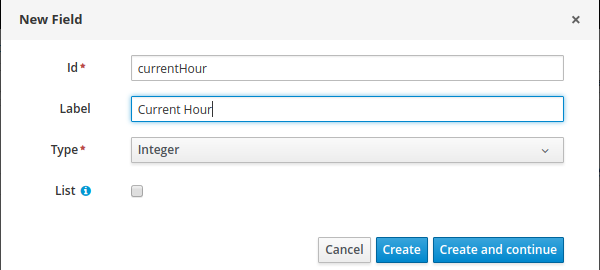 New Field
Id* currentHour
Label Current Hour
Type* Integer
List
Cancel Create Create and continue